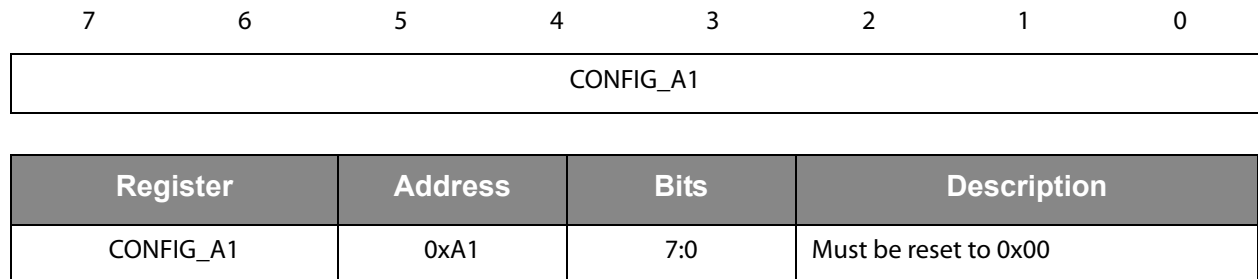 7 6 5 4 3 2 1 0
CONFIG_A1
Register Address Bits Description
CONFIG_A1 0xA1 7:0 Must be reset to 0x00